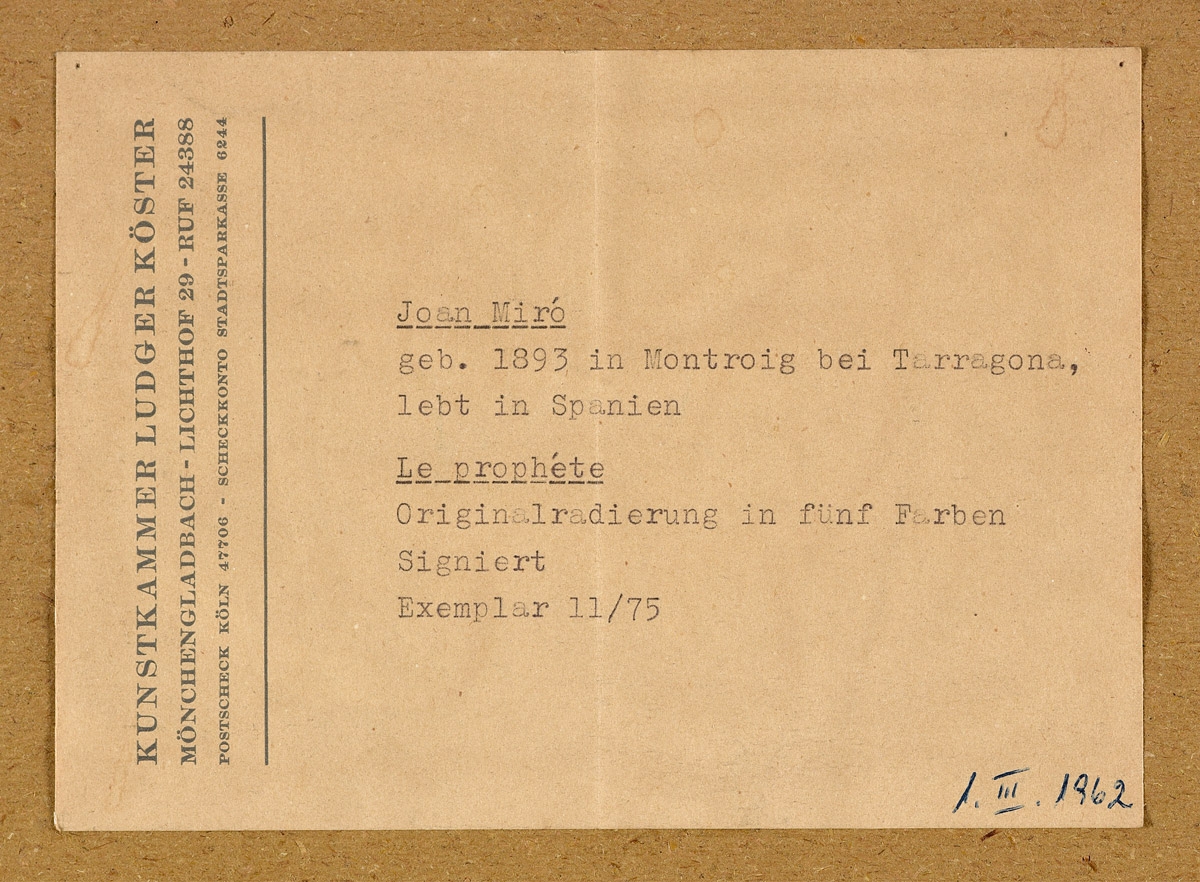 KUNSTKAMMER LUDGER KÖSTER
MÖNCHENGLADBACH - LICHTHOF 29 - RUF 24388
POSTSCHECK KÖLN 47706 - SCHECKKONTO STADTSPARKASSE 6244
Joan Miró
geb. 1893 in Montroig bei Tarragona,
lebt in Spanien
Le prophéte
Originalradierung in fünf Farben
Signiert
Exemplar 11/75
1. III. 1962